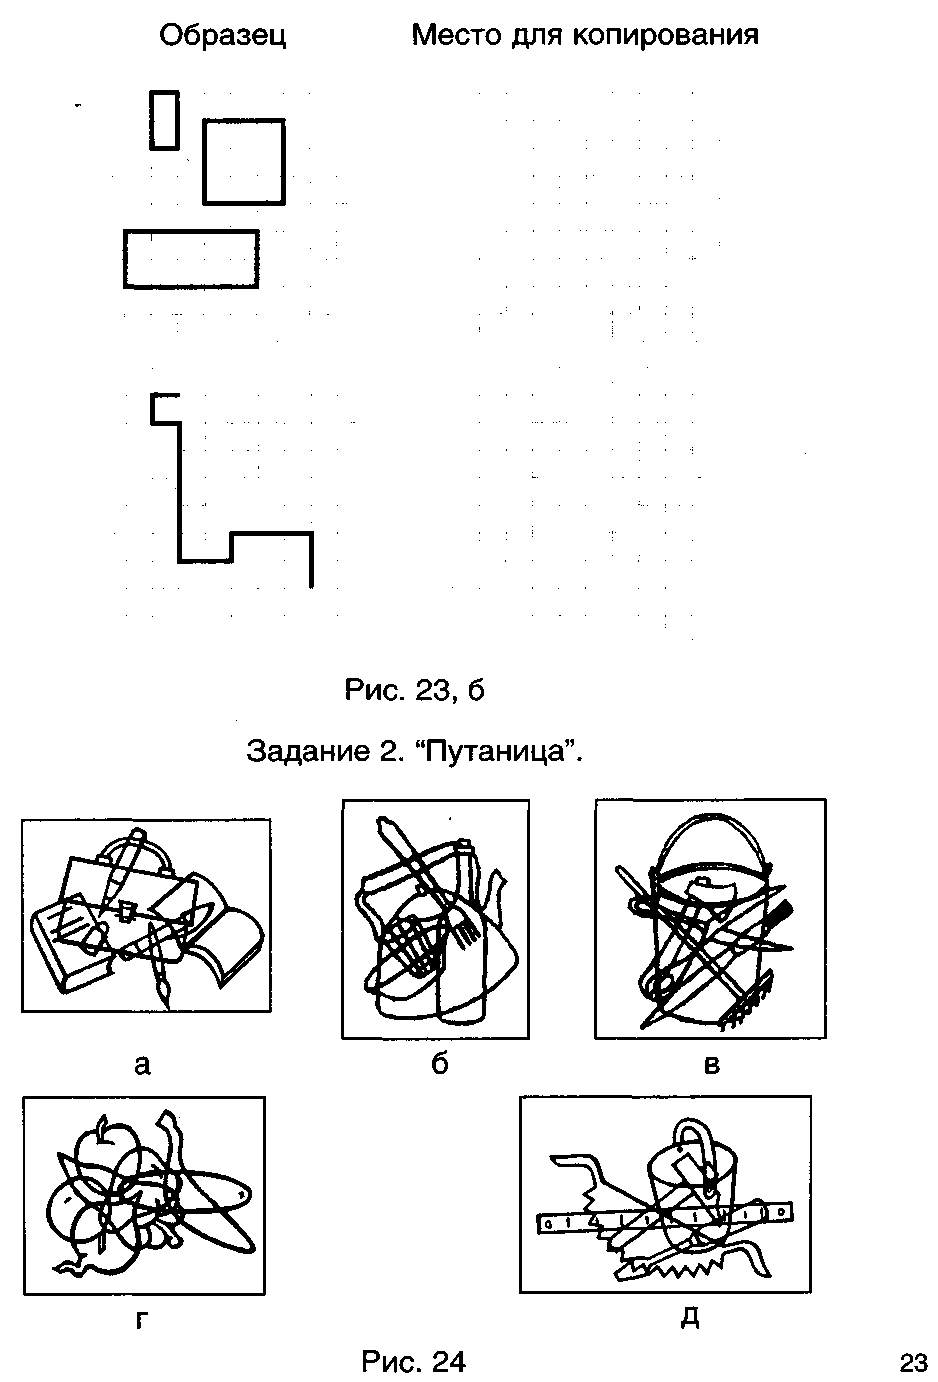 Образец Место для копирования
Рис. 23, б
Задание 2. “Путаница”.
а б в
г д
Рис. 24
23